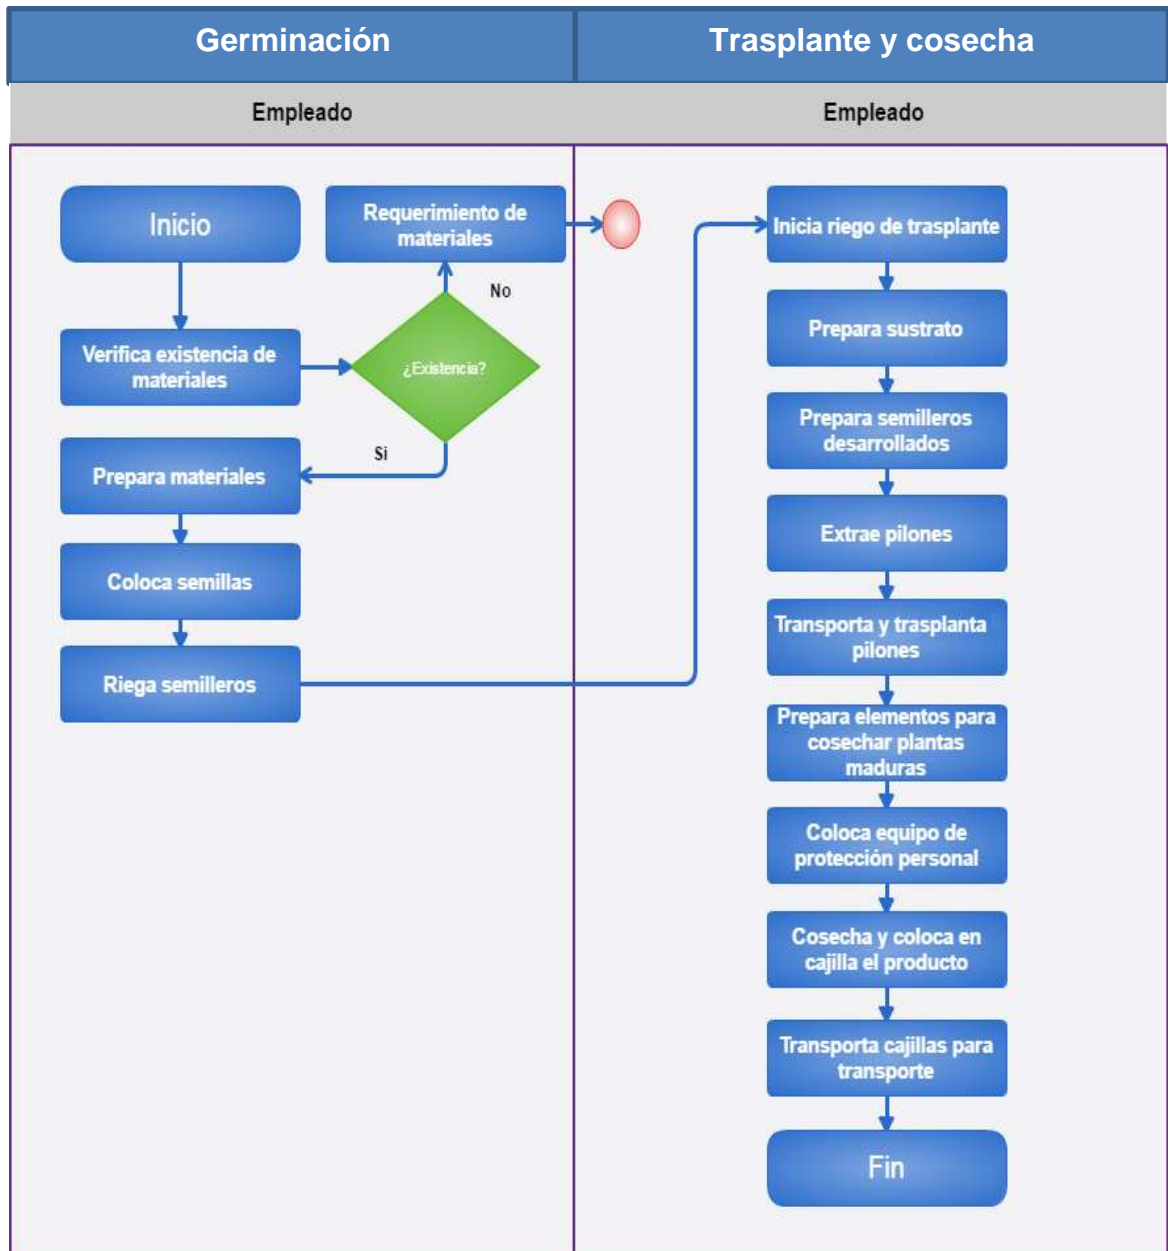 Germinación
Trasplante y cosecha
Empleado
Empleado
Inicio
Requerimiento de
materiales
No
Verifica existencia de
materiales
¿Existencia?
Si
Prepara materiales
Coloca semillas
Riega semilleros
Inicia riego de trasplante
Prepara sustrato
Prepara semilleros
desarrollados
Extrae pilones
Transporta y trasplanta
pilones
Prepara elementos para
cosechar plantas
maduras
Coloca equipo de
protección personal
Cosecha y coloca en
cajilla el producto
Transporta cajillas para
transporte
Fin